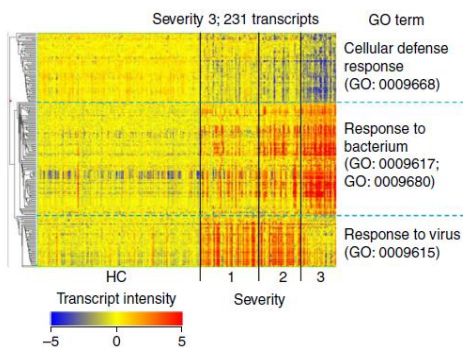 Severity 3; 231 transcripts
GO term
Cellular defense
response
(GO: 0009668)
Response to
bacterium
(GO: 0009617;
GO: 0009680)
Response to virus
(GO: 0009615)
HC
1
2
3
Transcript intensity
Severity
–5
0
5